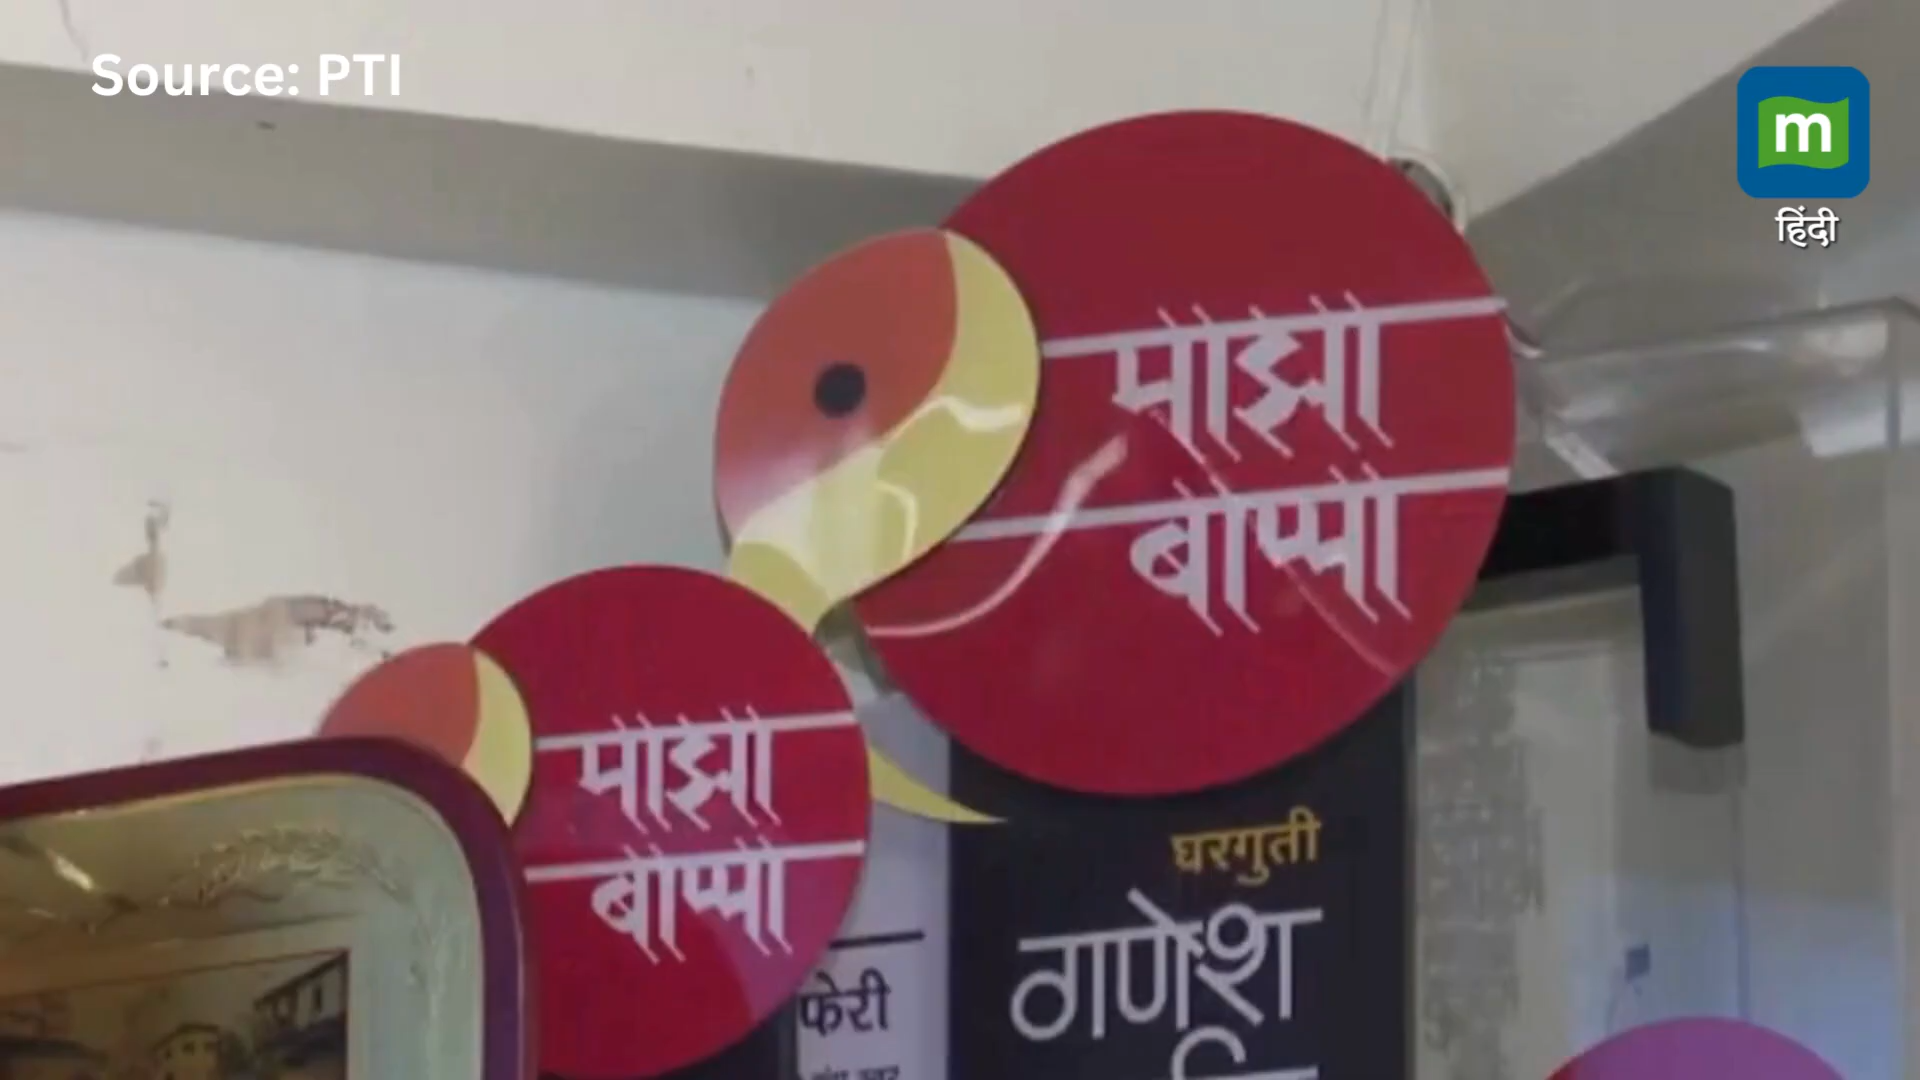 Source: PTI
m
हिंदी
माझा
बाप्पा
माझा
बाप्पा
घरगुती
गणेश
फेरी